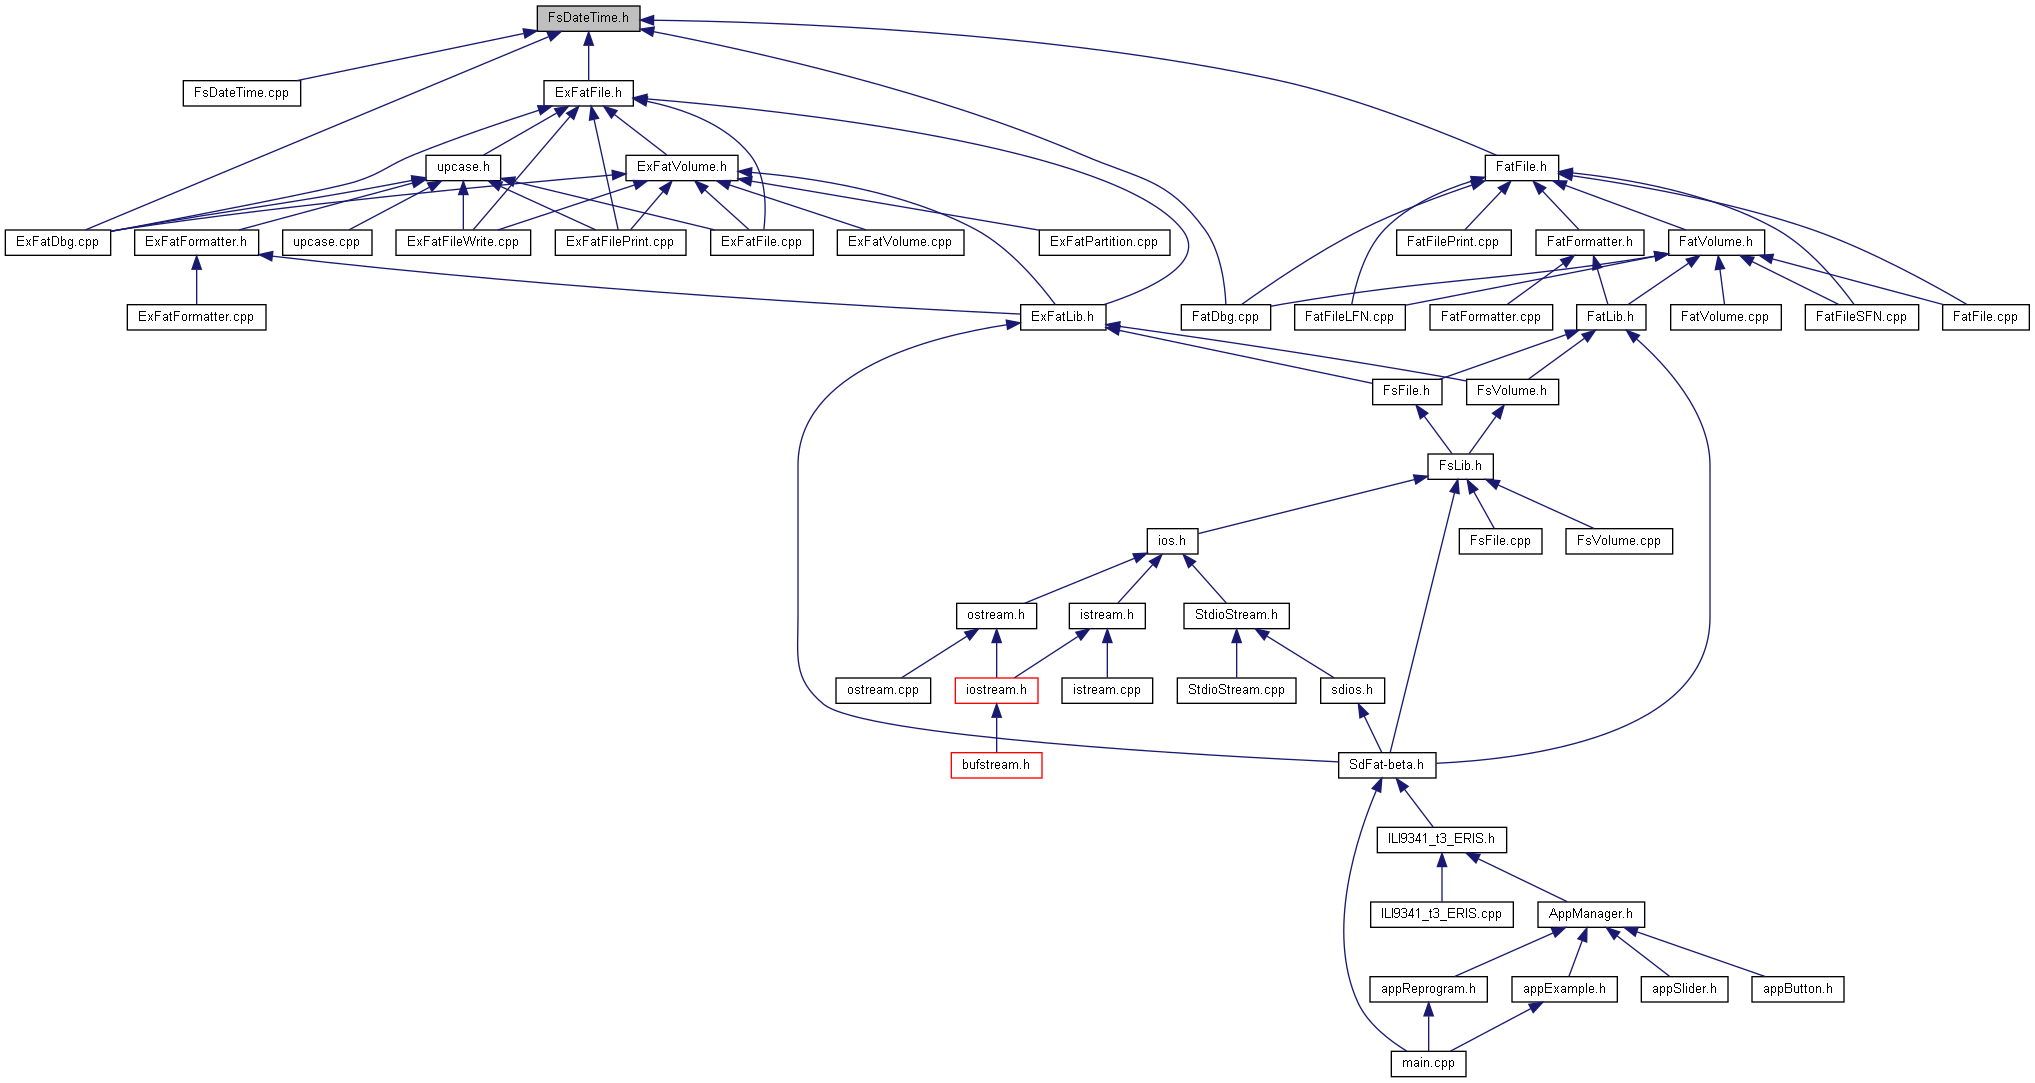 FsDateTime.h
FsDateTime.cpp
ExFatFile.h
upcase.h
ExFatVolume.h
FatFile.h
ExFatDbg.cpp
ExFatFormatter.h
upcase.cpp
ExFatFileWrite.cpp
ExFatFilePrint.cpp
ExFatFile.cpp
ExFatVolume.cpp
ExFatPartition.cpp
FatFilePrint.cpp
FatFormatter.h
FatVolume.h
ExFatFormatter.cpp
ExFatLib.h
FatDbg.cpp
FatFileLFN.cpp
FatFormatter.cpp
FatLib.h
FatVolume.cpp
FatFileSFN.cpp
FatFile.cpp
FsFile.h
FsVolume.h
FsLib.h
ios.h
FsFile.cpp
FsVolume.cpp
ostream.h
istream.h
StdioStream.h
ostream.cpp
iostream.h
istream.cpp
StdioStream.cpp
sdios.h
bufstream.h
SdFat-beta.h
ILI9341_t3_ERIS.h
ILI9341_t3_ERIS.cpp
AppManager.h
appReprogram.h
appExample.h
appSlider.h
appButton.h
main.cpp